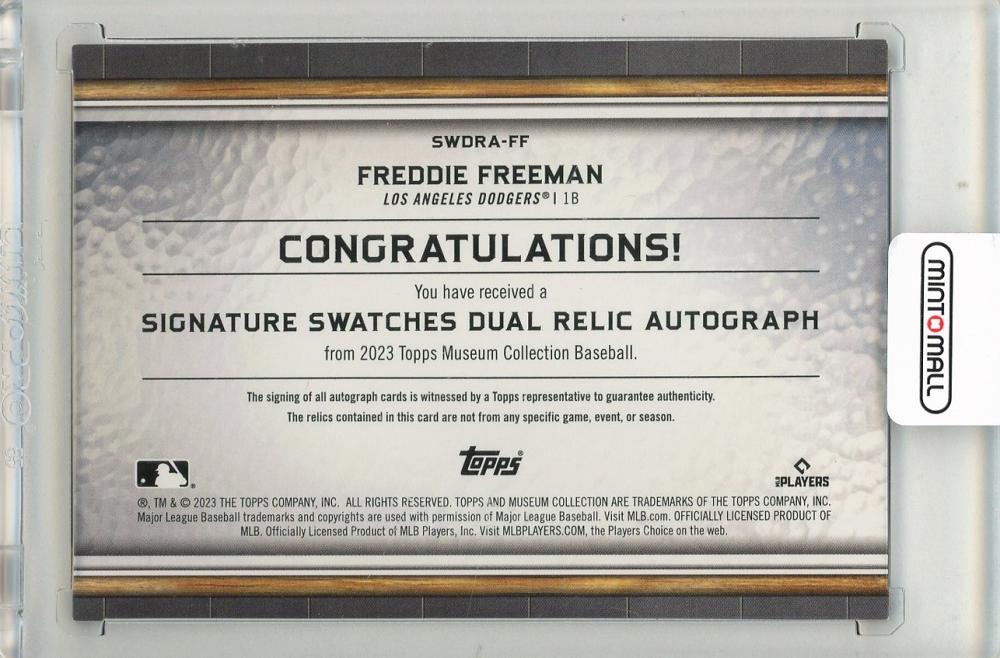 SWDRA-FF
FREDDIE FREEMAN
LOS ANGELES DODGERS® | 1B
CONGRATULATIONS!
You have received a
SIGNATURE SWATCHES DUAL RELIC AUTOGRAPH
from 2023 Topps Museum Collection Baseball.
The signing of all autograph cards is witnessed by a Topps representative to guarantee authenticity.
The relics contained in this card are not from any specific game, event, or season.
topps®
MLB PLAYERS
®, TM & © 2023 THE TOPPS COMPANY, INC. ALL RIGHTS RESERVED. TOPPS AND MUSEUM COLLECTION ARE TRADEMARKS OF THE TOPPS COMPANY, INC.
Major League Baseball trademarks and copyrights are used with permission of Major League Baseball. Visit MLB.com. OFFICIALLY LICENSED PRODUCT OF
MLB. Officially Licensed Product of MLB Players, Inc. Visit MLBPLAYERS.COM, the Players Choice on the web.
MINTOMALL